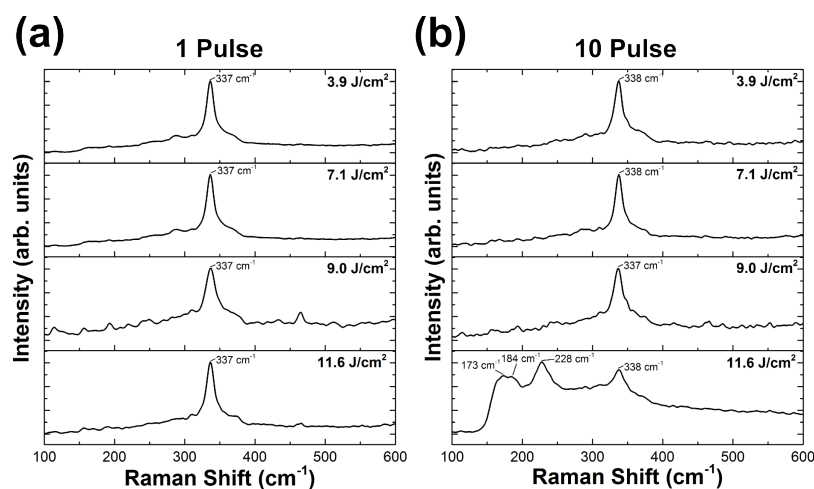 (a)
1 Pulse
337 cm⁻¹
3.9 J/cm²
337 cm⁻¹
7.1 J/cm²
337 cm⁻¹
9.0 J/cm²
337 cm⁻¹
11.6 J/cm²
Intensity (arb. units)
100 200 300 400 500 600
Raman Shift (cm⁻¹)
(b)
10 Pulse
338 cm⁻¹
3.9 J/cm²
338 cm⁻¹
7.1 J/cm²
337 cm⁻¹
9.0 J/cm²
173 cm⁻¹
184 cm⁻¹
228 cm⁻¹
338 cm⁻¹
11.6 J/cm²
Intensity (arb. units)
100 200 300 400 500 600
Raman Shift (cm⁻¹)